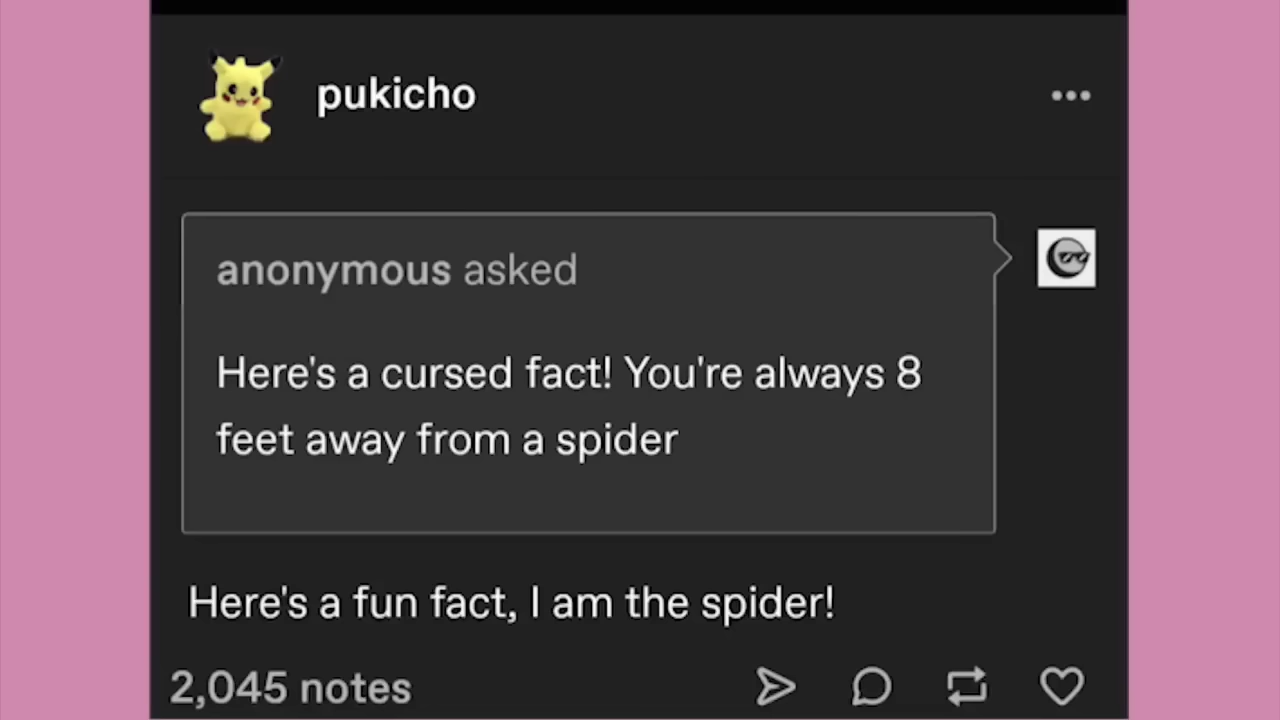 pukicho
anonymous asked
Here's a cursed fact! You're always 8
feet away from a spider
Here's a fun fact, I am the spider!
2,045 notes